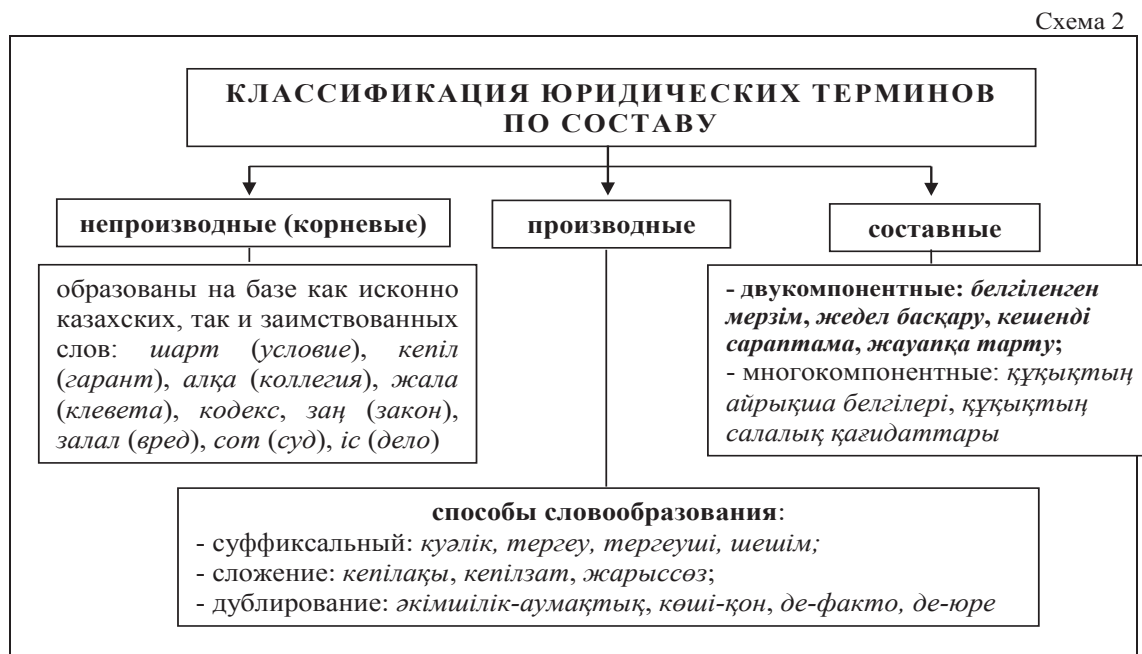 Схема 2
КЛАССИФИКАЦИЯ ЮРИДИЧЕСКИХ ТЕРМИНОВ
ПО СОСТАВУ
непроизводные (корневые)
производные
составные
образованы на базе как исконно
казахских, так и заимствованных
слов: шарт (условие), кепіл
(гарант), алқа (коллегия), жала
(клевета), кодекс, заң (закон),
залал (вред), сот (суд), іс (дело)
- двукомпонентные: белгіленген
мерзім, жедел басқару, кешенді
сараптама, жауапқа тарту;
- многокомпонентные: құқықтың
айрықша белгілері, құқықтың
салалық қағидаттары
способы словообразования:
- суффиксальный: куәлік, тергеу, тергеуші, шешім;
- сложение: кепілақы, кепілзат, жарыссөз;
- дублирование: әкімшілік-аумақтық, көші-қон, де-факто, де-юре